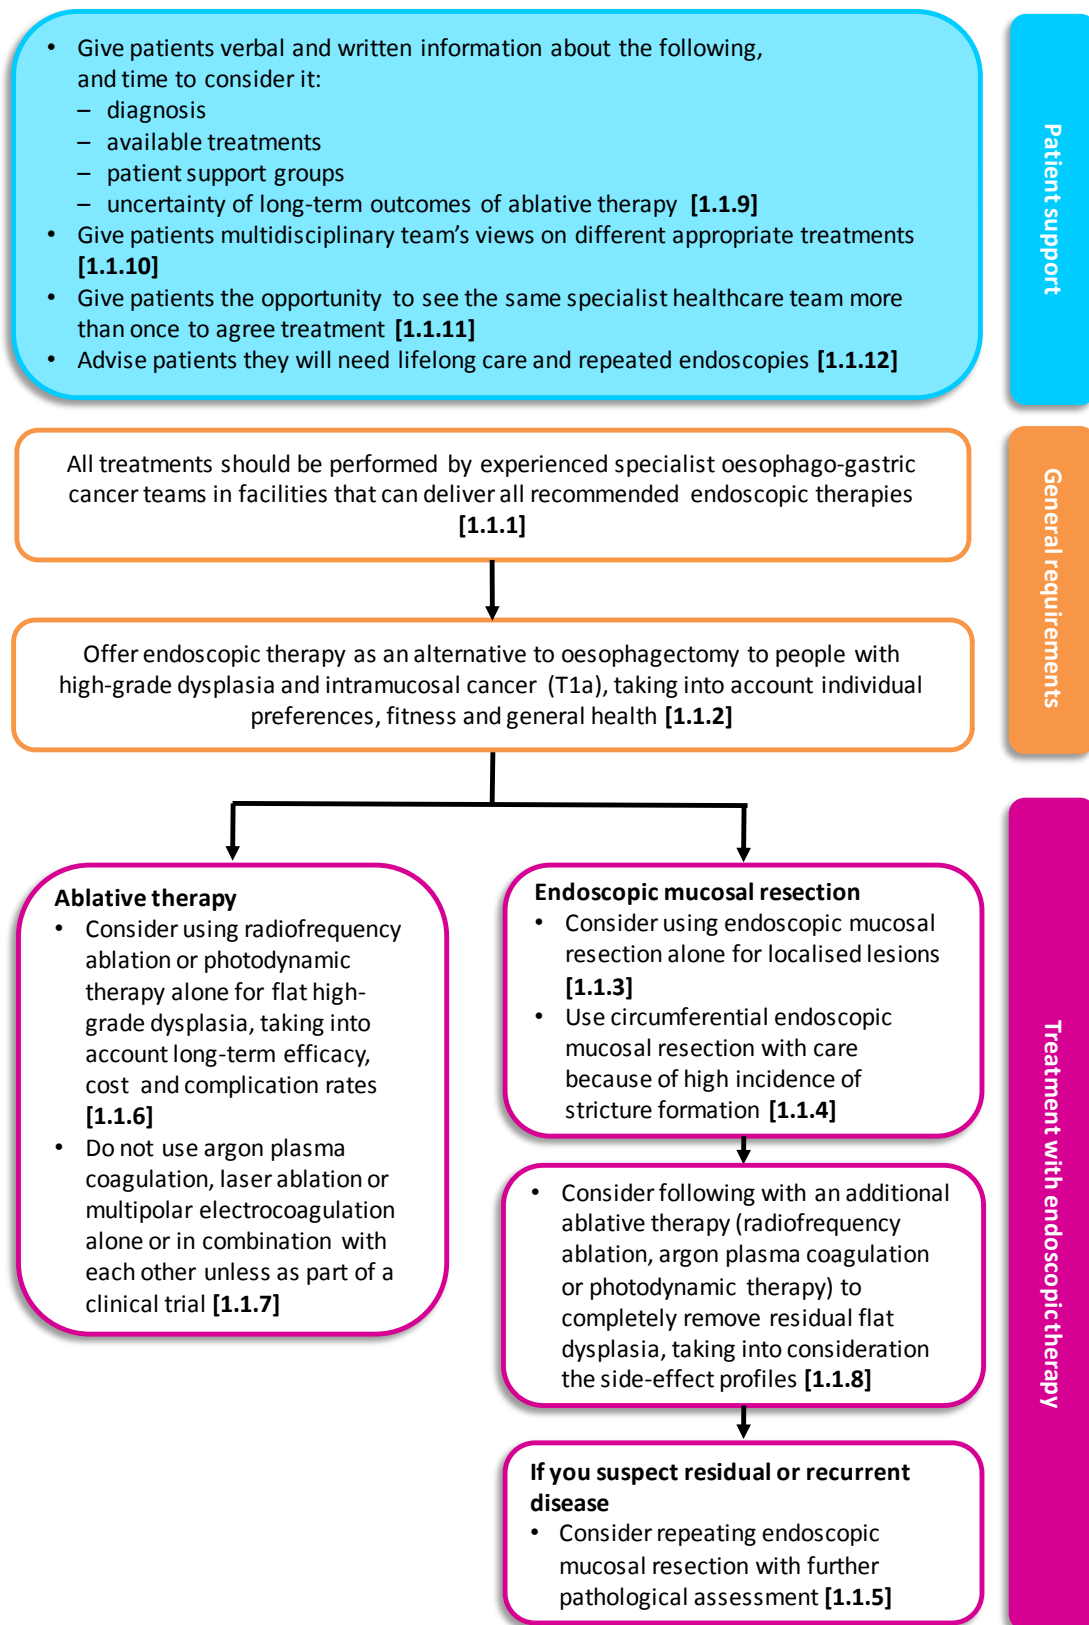 • Give patients verbal and written information about the following,
and time to consider it:
– diagnosis
– available treatments
– patient support groups
– uncertainty of long-term outcomes of ablative therapy [1.1.9]
• Give patients multidisciplinary team’s views on different appropriate treatments
[1.1.10]
• Give patients the opportunity to see the same specialist healthcare team more
than once to agree treatment [1.1.11]
• Advise patients they will need lifelong care and repeated endoscopies [1.1.12]
Patient support
All treatments should be performed by experienced specialist oesophago-gastric
cancer teams in facilities that can deliver all recommended endoscopic therapies
[1.1.1]
Offer endoscopic therapy as an alternative to oesophagectomy to people with
high-grade dysplasia and intramucosal cancer (T1a), taking into account individual
preferences, fitness and general health [1.1.2]
General requirements
Ablative therapy
• Consider using radiofrequency
ablation or photodynamic
therapy alone for flat high-
grade dysplasia, taking into
account long-term efficacy,
cost and complication rates
[1.1.6]
• Do not use argon plasma
coagulation, laser ablation or
multipolar electrocoagulation
alone or in combination with
each other unless as part of a
clinical trial [1.1.7]
Endoscopic mucosal resection
• Consider using endoscopic mucosal
resection alone for localised lesions
[1.1.3]
• Use circumferential endoscopic
mucosal resection with care
because of high incidence of
stricture formation [1.1.4]
• Consider following with an additional
ablative therapy (radiofrequency
ablation, argon plasma coagulation
or photodynamic therapy) to
completely remove residual flat
dysplasia, taking into consideration
the side-effect profiles [1.1.8]
If you suspect residual or recurrent
disease
• Consider repeating endoscopic
mucosal resection with further
pathological assessment [1.1.5]
Treatment with endoscopic therapy